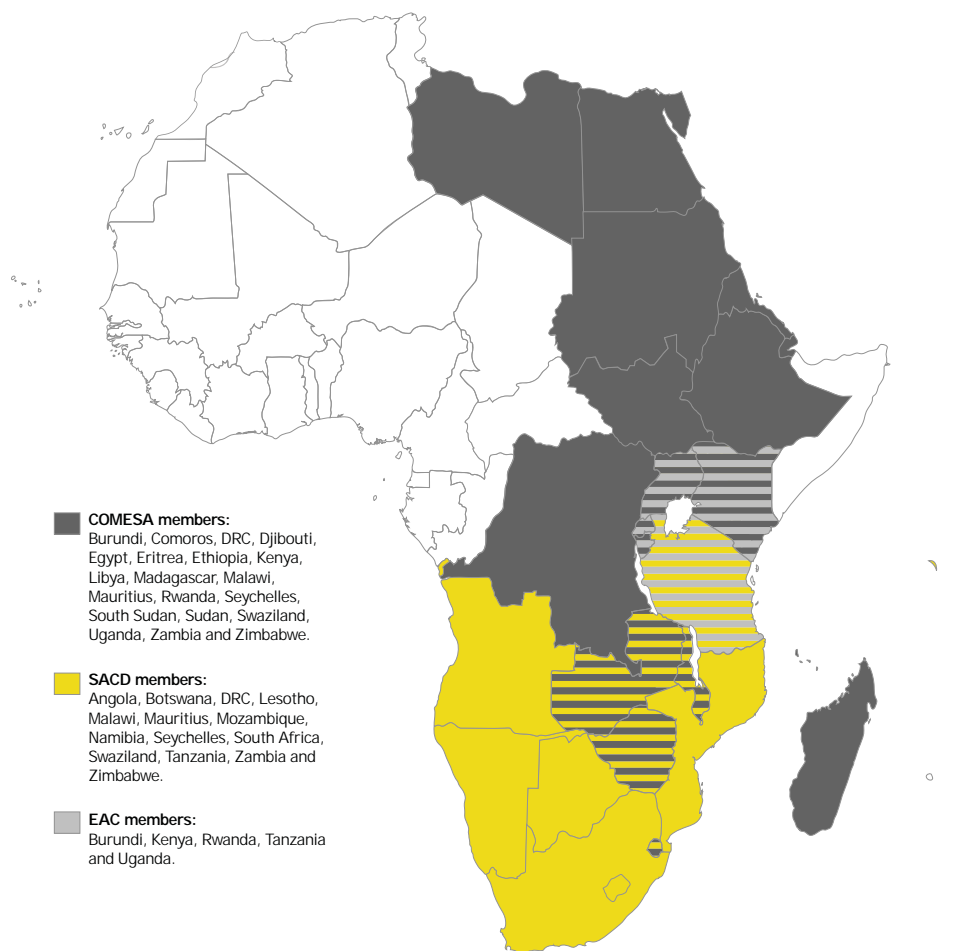 COMESA members:
Burundi, Comoros, DRC, Djibouti,
Egypt, Eritrea, Ethiopia, Kenya,
Libya, Madagascar, Malawi,
Mauritius, Rwanda, Seychelles,
South Sudan, Sudan, Swaziland,
Uganda, Zambia and Zimbabwe.
SACD members:
Angola, Botswana, DRC, Lesotho,
Malawi, Mauritius, Mozambique,
Namibia, Seychelles, South Africa,
Swaziland, Tanzania, Zambia and
Zimbabwe.
EAC members:
Burundi, Kenya, Rwanda, Tanzania
and Uganda.